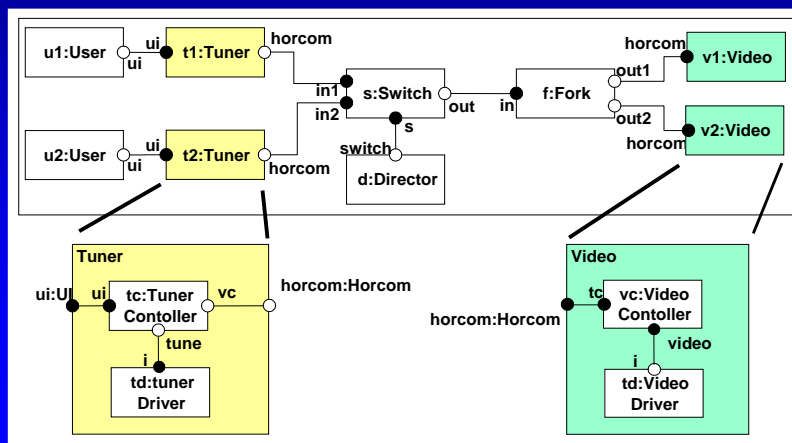 u1:User
ui
ui
t1:Tuner
horcom
in1
in2
s:Switch
out
s
switch
d:Director
in
f:Fork
out1
out2
horcom
v1:Video
v2:Video
horcom
u2:User
ui
ui
t2:Tuner
horcom
Tuner
ui:UI
ui
tc:Tuner
Contoller
vc
horcom:Horcom
tune
i
td:tuner
Driver
Video
horcom:Horcom
tc
vc:Video
Contoller
video
i
td:Video
Driver